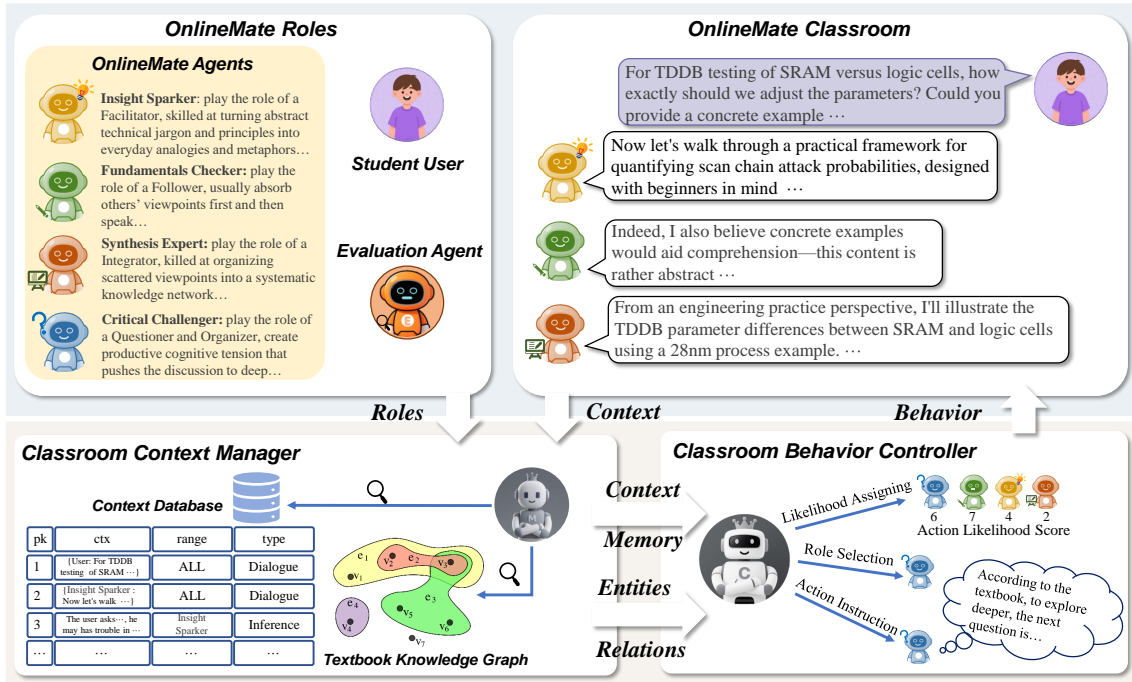 OnlineMate Roles
OnlineMate Agents
Insight Sparker: play the role of a
Facilitator, skilled at turning abstract
technical jargon and principles into
everyday analogies and metaphors…
Fundamentals Checker: play the
role of a Follower, usually absorb
others' viewpoints first and then
speak…
Synthesis Expert: play the role of a
Integrator, killed at organizing
scattered viewpoints into a systematic
knowledge network…
Critical Challenger: play the role of
a Questioner and Organizer, create
productive cognitive tension that
pushes the discussion to deep…
Student User
Evaluation Agent
E
OnlineMate Classroom
For TDDB testing of SRAM versus logic cells, how
exactly should we adjust the parameters? Could you
provide a concrete example ⋯
Now let's walk through a practical framework for
quantifying scan chain attack probabilities, designed
with beginners in mind ⋯
Indeed, I also believe concrete examples
would aid comprehension—this content is
rather abstract ⋯
From an engineering practice perspective, I'll illustrate the
TDDB parameter differences between SRAM and logic cells
using a 28nm process example. ⋯
Roles
Context
Behavior
Classroom Context Manager
Context Database
M
pk ctx range type
1 {User: For TDDB testing of SRAM ⋯} ALL Dialogue
2 {Insight Sparker : Now let's walk ⋯} ALL Dialogue
3 The user asks⋯, he may has trouble in ⋯ Insight Sparker Inference
⋯ ⋯ ⋯ ⋯
e1
v1
v2
e2
v3
e3
e4
v4
v5
v6
v7
Textbook Knowledge Graph
Context
Memory
Entities
Relations
Classroom Behavior Controller
C
Likelihood Assigning
6 7 4 2
Action Likelihood Score
Role Selection
Action Instruction
According to the
textbook, to explore
deeper, the next
question is…